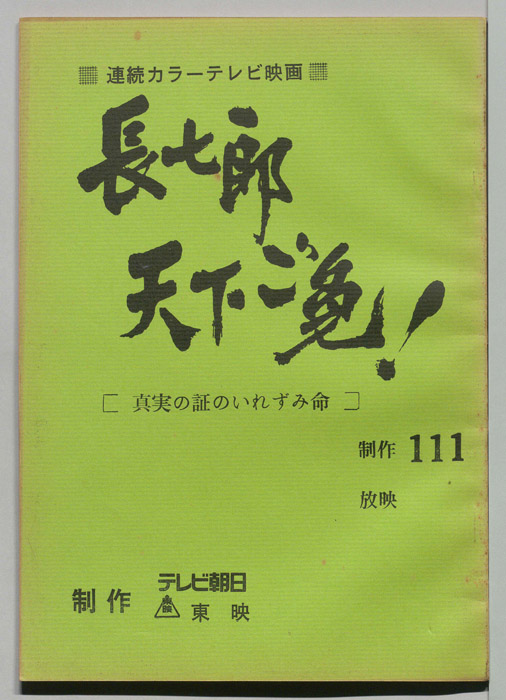 連続カラーテレビ映画
長七郎
天下ご免!
[ 真実の証のいれずみ命 ]
制作 111
放映
制作 テレビ朝日
東映 東映